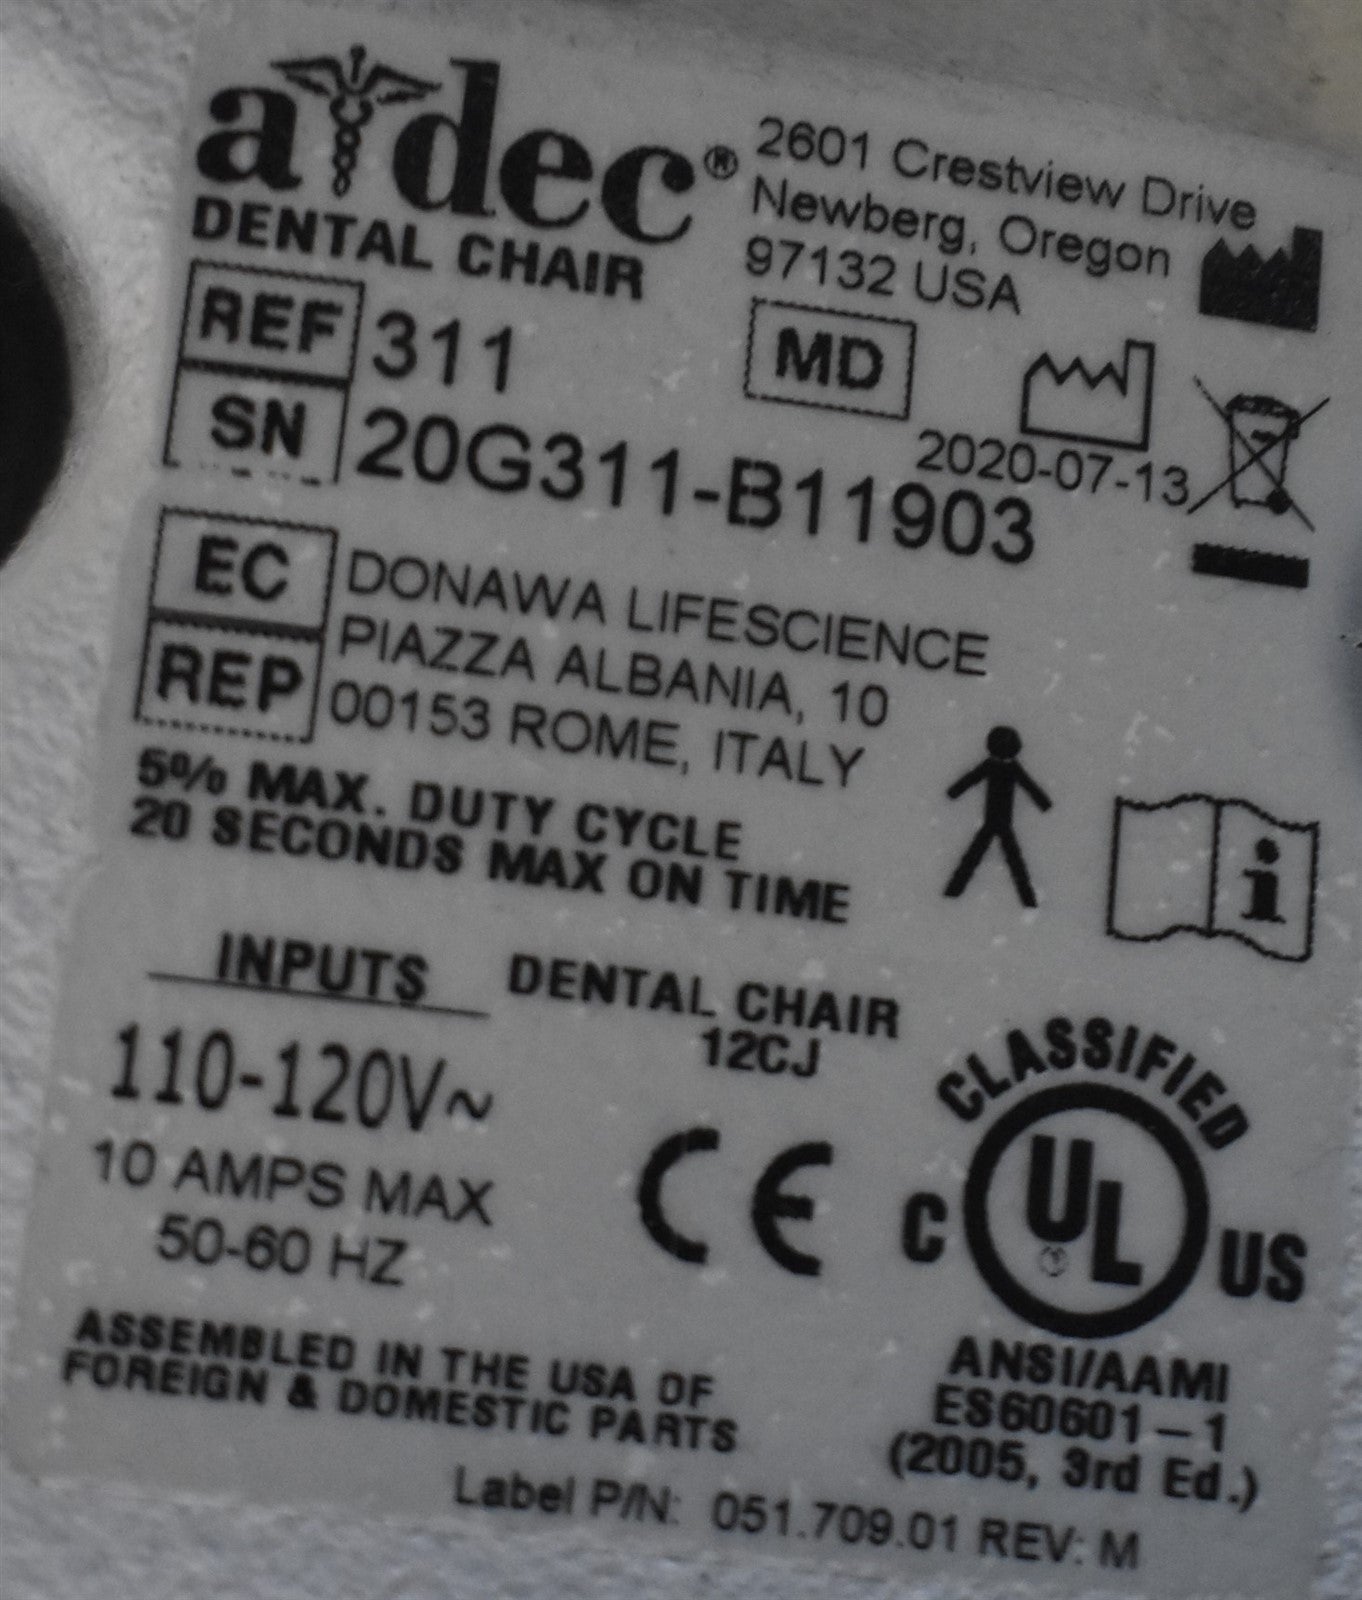 a dec®
DENTAL CHAIR
2601 Crestview Drive
Newberg, Oregon
97132 USA
REF 311
MD
2020-07-13
SN 20G311-B11903
EC REP
DONAWA LIFESCIENCE
PIAZZA ALBANIA, 10
00153 ROME, ITALY
5% MAX. DUTY CYCLE
20 SECONDS MAX ON TIME
i
INPUTS
110-120V~
10 AMPS MAX
50-60 HZ
DENTAL CHAIR
12CJ
CE
CLASSIFIED
C UL US
ANSI/AAMI
ES60601-1
(2005, 3rd Ed.)
ASSEMBLED IN THE USA OF
FOREIGN & DOMESTIC PARTS
Label P/N: 051.709.01 REV: M